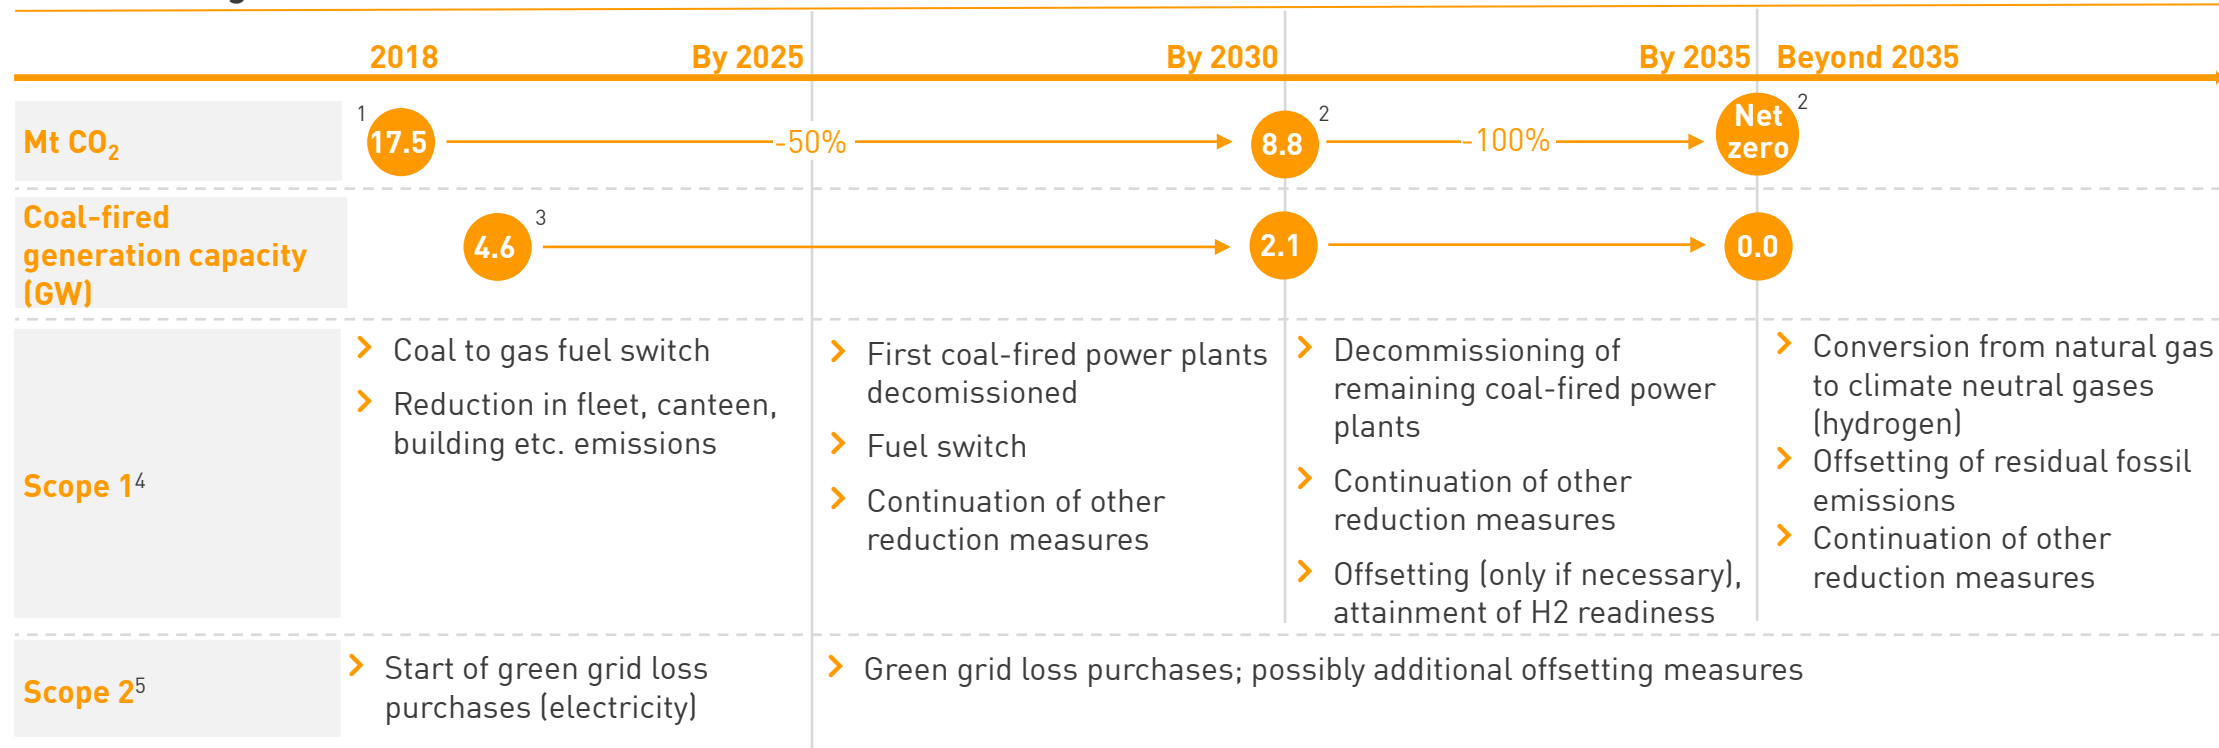 2018
By 2025
By 2030
By 2035
Beyond 2035
Mt CO₂
1
17.5
-50%
8.8
2
-100%
Net
zero
2
Coal-fired
generation capacity
(GW)
4.6
3
2.1
0.0
Scope 1⁴
Coal to gas fuel switch
Reduction in fleet, canteen,
building etc. emissions
First coal-fired power plants
decomissioned
Fuel switch
Continuation of other
reduction measures
Decommissioning of
remaining coal-fired power
plants
Continuation of other
reduction measures
Offsetting (only if necessary),
attainment of H2 readiness
Conversion from natural gas
to climate neutral gases
(hydrogen)
Offsetting of residual fossil
emissions
Continuation of other
reduction measures
Scope 2⁵
Start of green grid loss
purchases (electricity)
Green grid loss purchases; possibly additional offsetting measures